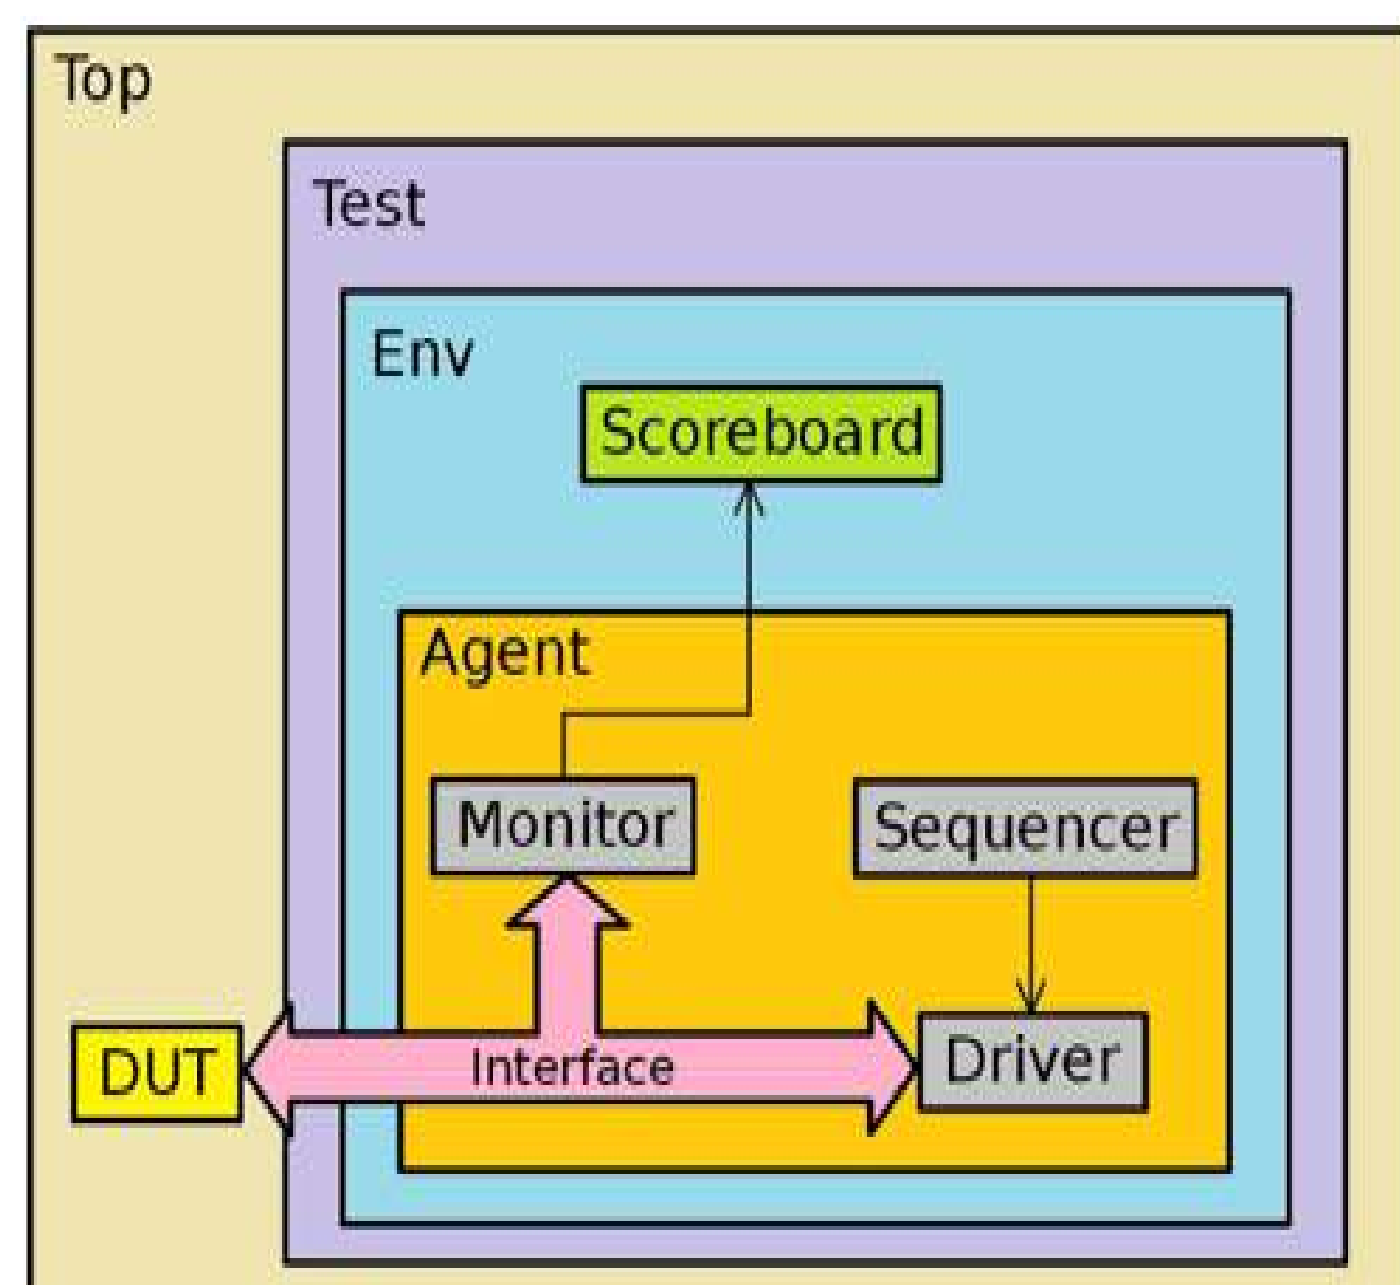 Top
Test
Env
Scoreboard
Agent
Monitor
Sequencer
DUT
Interface
Driver